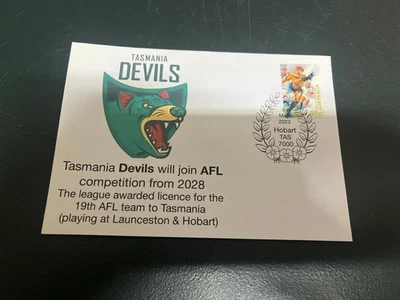 TASMANIA
DEVILS
2023
Hobart
TAS
7000
Tasmania Devils will join AFL
competition from 2028
The league awarded licence for the
19th AFL team to Tasmania
(playing at Launceston & Hobart)